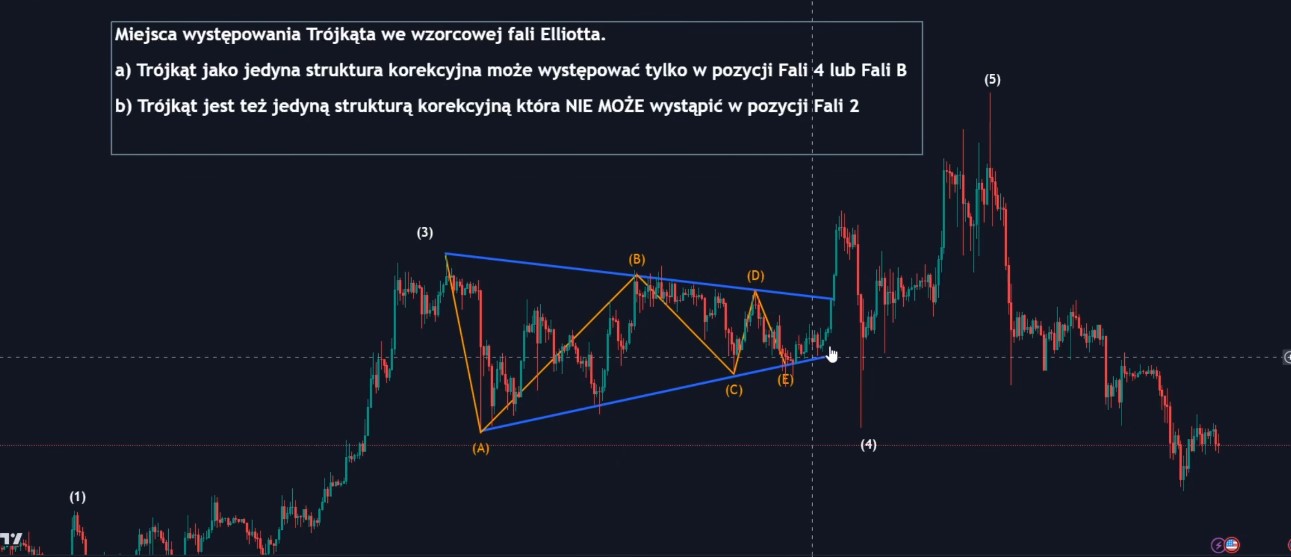 Miejsca występowania Trójkąta we wzorcowej fali Elliotta.
a) Trójkąt jako jedyna struktura korekcyjna może występować tylko w pozycji Fali 4 lub Fali B
b) Trójkąt jest też jedyną strukturą korekcyjną która NIE MOŻE wystąpić w pozycji Fali 2
(5)
(3)
(B)
(D)
(E)
(C)
(A)
(4)
(1)